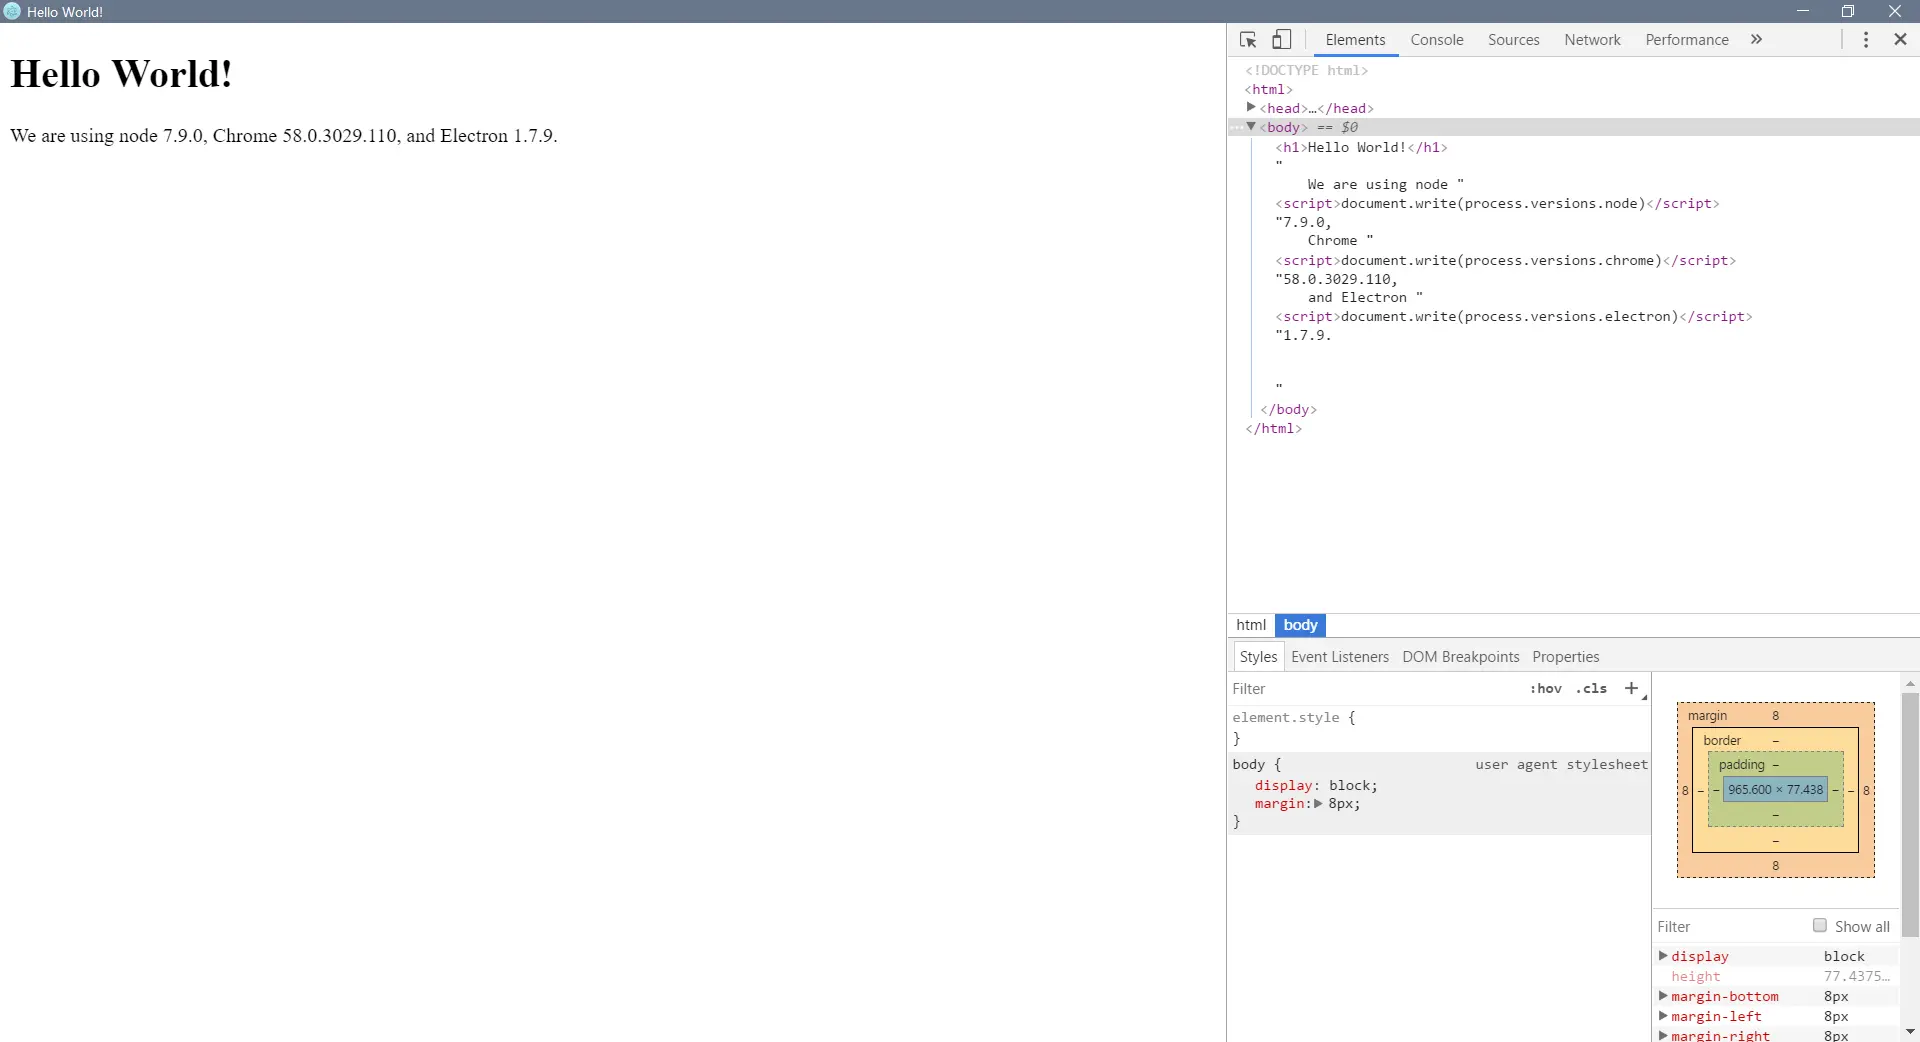 Hello World!
Hello World!
We are using node 7.9.0, Chrome 58.0.3029.110, and Electron 1.7.9.
Elements Console Sources Network Performance »
<!DOCTYPE html>
<html>
<head>…</head>
<body> == $0
<h1>Hello World!</h1>
"
We are using node "
<script>document.write(process.versions.node)</script>
"7.9.0,
Chrome "
<script>document.write(process.versions.chrome)</script>
"58.0.3029.110,
and Electron "
<script>document.write(process.versions.electron)</script>
"1.7.9.
"
</body>
</html>
html body
Styles Event Listeners DOM Breakpoints Properties
Filter :hov .cls +
element.style {
}
body { user agent stylesheet
display: block;
margin: 8px;
}
margin 8
border –
padding –
8 – – 965.600 × 77.438 – – 8
–
–
8
Filter Show all
display block
height 77.4375…
margin-bottom 8px
margin-left 8px
margin-right 8px